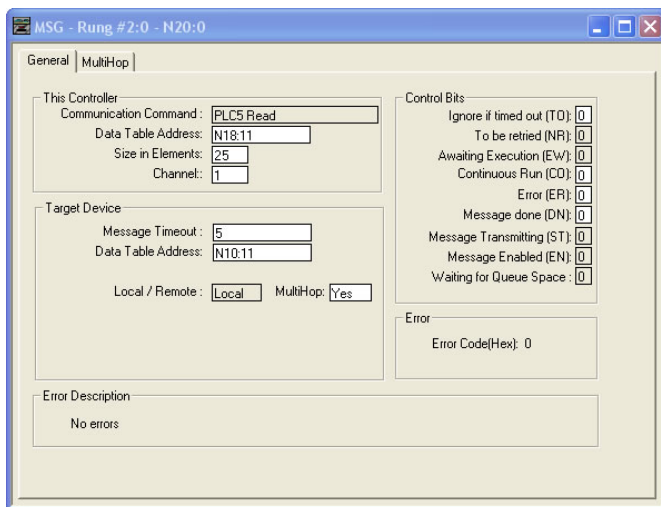 MSG - Rung #2:0 - N20:0
General MultiHop
This Controller
Communication Command : PLC5 Read
Data Table Address: N18:11
Size in Elements: 25
Channel:: 1
Target Device
Message Timeout : 5
Data Table Address: N10:11
Local / Remote : Local MultiHop: Yes
Control Bits
Ignore if timed out (TO): 0
To be retried (NR): 0
Awaiting Execution (EW): 0
Continuous Run (CO): 0
Error (ER): 0
Message done (DN): 0
Message Transmitting (ST): 0
Message Enabled (EN): 0
Waiting for Queue Space : 0
Error
Error Code(Hex): 0
Error Description
No errors